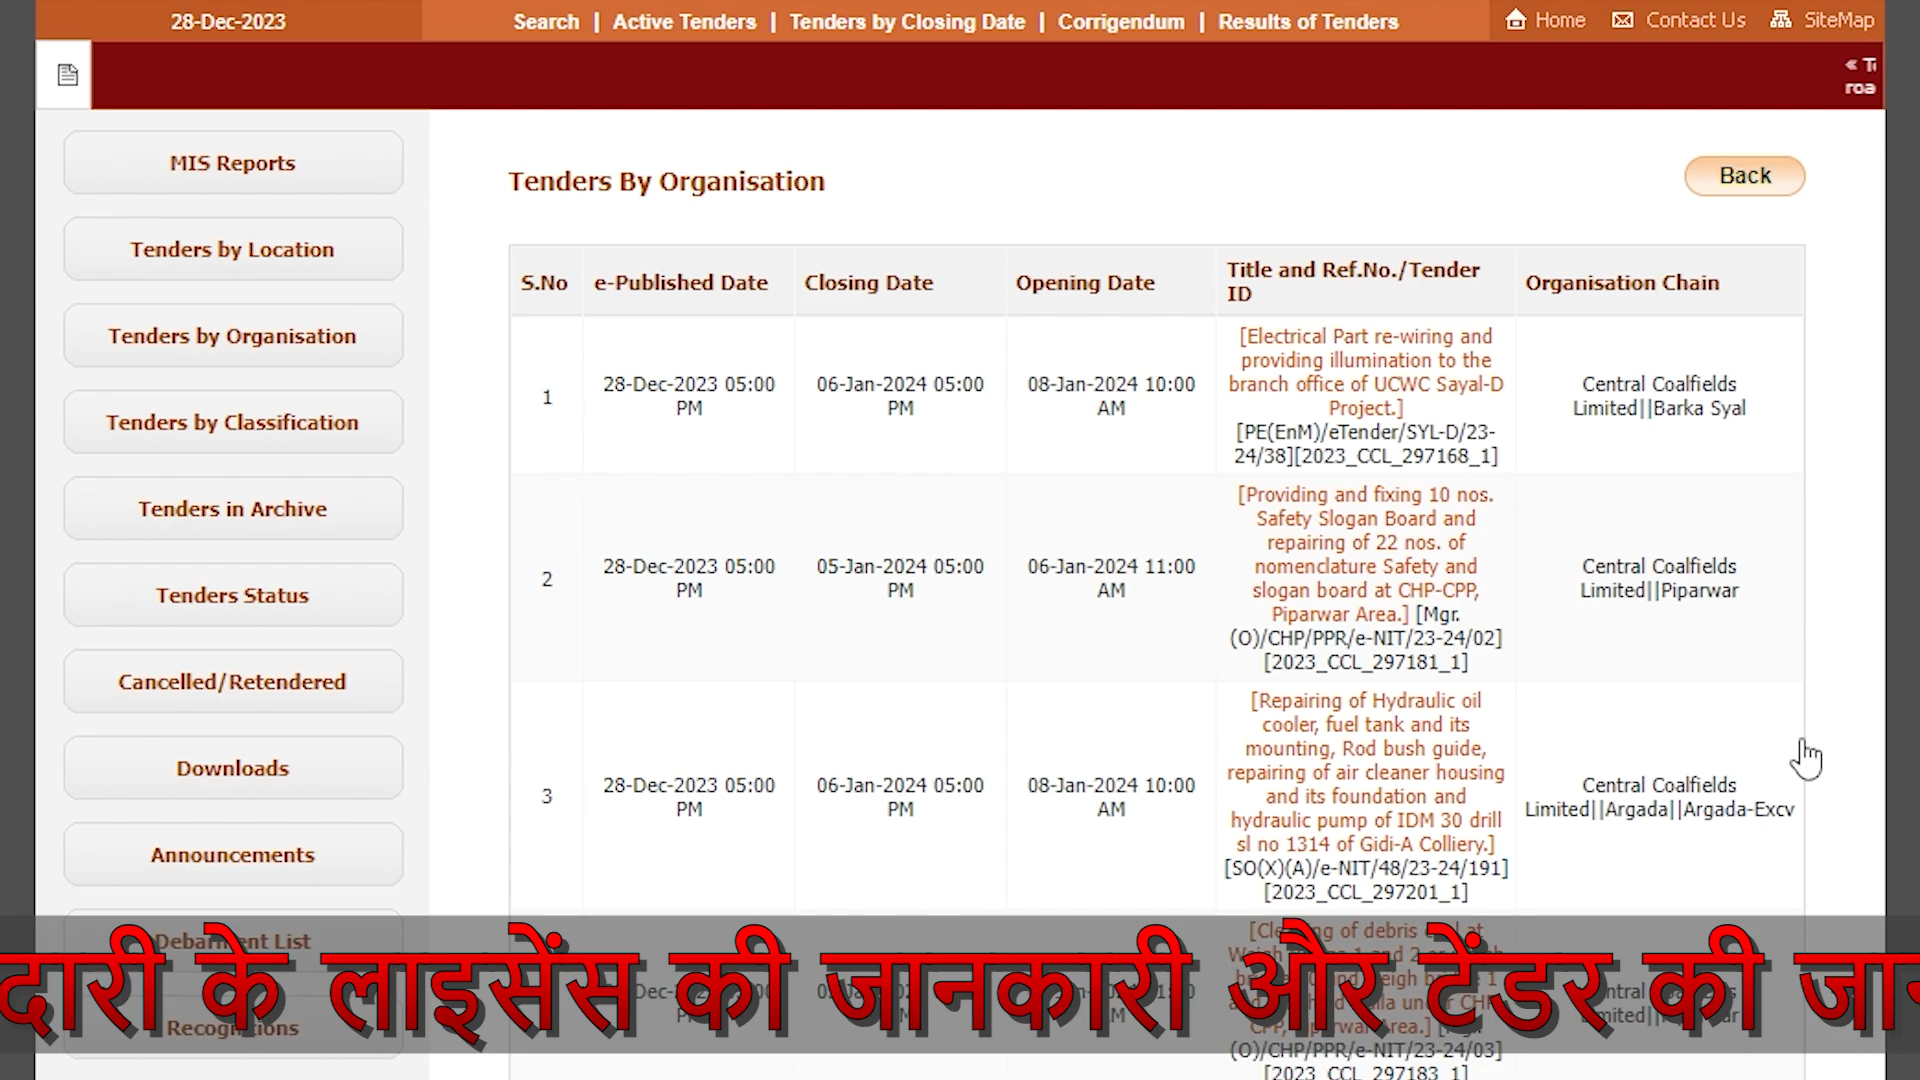 28-Dec-2023
Search | Active Tenders | Tenders by Closing Date | Corrigendum | Results of Tenders
Home Contact Us SiteMap
roa
MIS Reports
Tenders by Location
Tenders by Organisation
Tenders by Classification
Tenders in Archive
Tenders Status
Cancelled/Retendered
Downloads
Announcements
Debarment List
Recognitions
Tenders By Organisation
Back
S.No e-Published Date Closing Date Opening Date Title and Ref.No./Tender ID Organisation Chain
1
28-Dec-2023 05:00
PM
06-Jan-2024 05:00
PM
08-Jan-2024 10:00
AM
[Electrical Part re-wiring and
providing illumination to the
branch office of UCWC Sayal-D
Project.]
[PE(EnM)/eTender/SYL-D/23-
24/38][2023_CCL_297168_1]
Central Coalfields
Limited||Barka Syal
2
28-Dec-2023 05:00
PM
05-Jan-2024 05:00
PM
06-Jan-2024 11:00
AM
[Providing and fixing 10 nos.
Safety Slogan Board and
repairing of 22 nos. of
nomenclature Safety and
slogan board at CHP-CPP,
Piparwar Area.] [Mgr.
(O)/CHP/PPR/e-NIT/23-24/02]
[2023_CCL_297181_1]
Central Coalfields
Limited||Piparwar
3
28-Dec-2023 05:00
PM
06-Jan-2024 05:00
PM
08-Jan-2024 10:00
AM
[Repairing of Hydraulic oil
cooler, fuel tank and its
mounting, Rod bush guide,
repairing of air cleaner housing
and its foundation and
hydraulic pump of IDM 30 drill
sl no 1314 of Gidi-A Colliery.]
[SO(X)(A)/e-NIT/48/23-24/191]
[2023_CCL_297201_1]
Central Coalfields
Limited||Argada||Argada-Excv
of debris
(O)/CHP/PPR/e-NIT/23-24/03]
[2023_CCL_297183_1]
दारी के लाइसेंस की जानकारी और टेंडर की जान